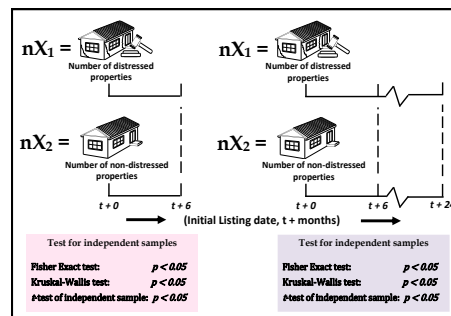 nX₁ =
Number of distressed
properties
nX₂ =
Number of non-distressed
properties
t + 0
t + 6
nX₁ =
Number of distressed
properties
nX₂ =
Number of non-distressed
properties
t + 0
t + 6
t + 24
(Initial Listing date, t + months)
Test for independent samples
Fisher Exact test: p < 0.05
Kruskal-Wallis test: p < 0.05
t-test of independent sample: p < 0.05
Test for independent samples
Fisher Exact test: p < 0.05
Kruskal-Wallis test: p < 0.05
t-test of independent sample: p < 0.05